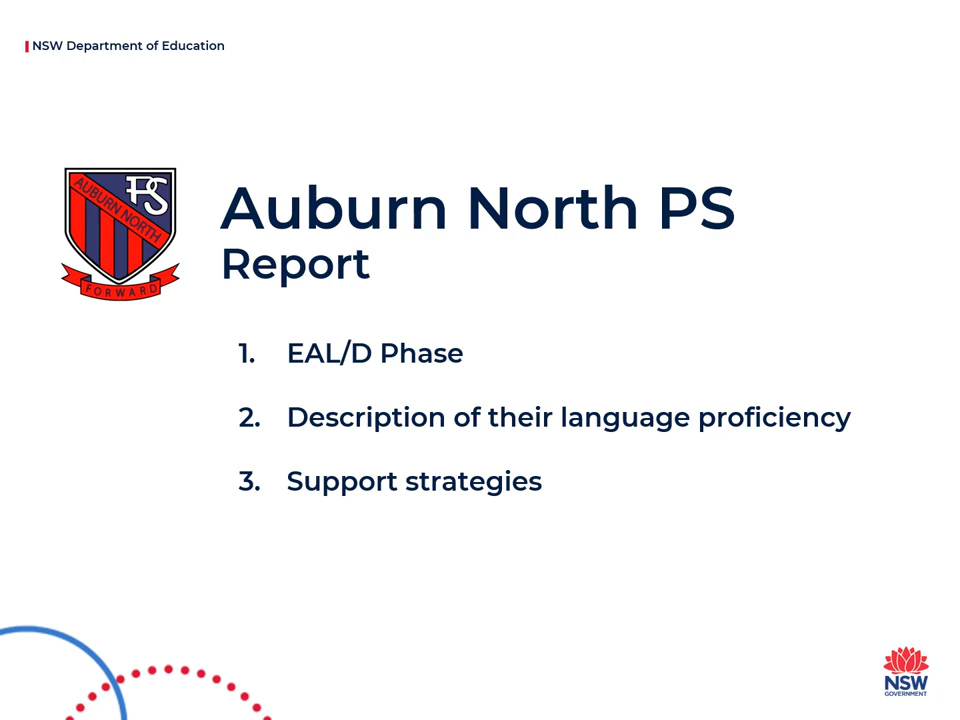 NSW Department of Education
PS
AUBURN NORTH
FORWARD
Auburn North PS
Report
1. EAL/D Phase
2. Description of their language proficiency
3. Support strategies
NSW
GOVERNMENT